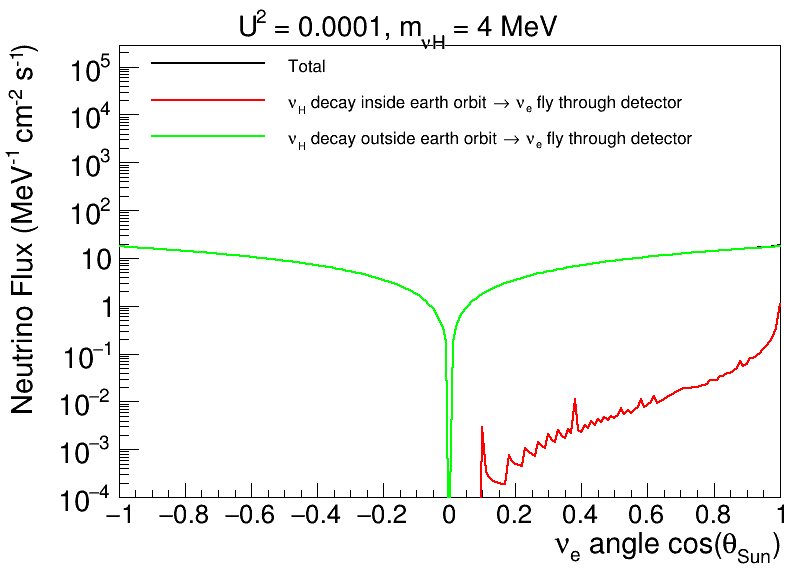 U² = 0.0001, m_νH = 4 MeV
Total
ν_H decay inside earth orbit → ν_e fly through detector
ν_H decay outside earth orbit → ν_e fly through detector
Neutrino Flux (MeV⁻¹ cm⁻² s⁻¹)
10⁵
10⁴
10³
10²
10
1
10⁻¹
10⁻²
10⁻³
10⁻⁴
−1 −0.8 −0.6 −0.4 −0.2 0 0.2 0.4 0.6 0.8 1
ν_e angle cos(θ_Sun)